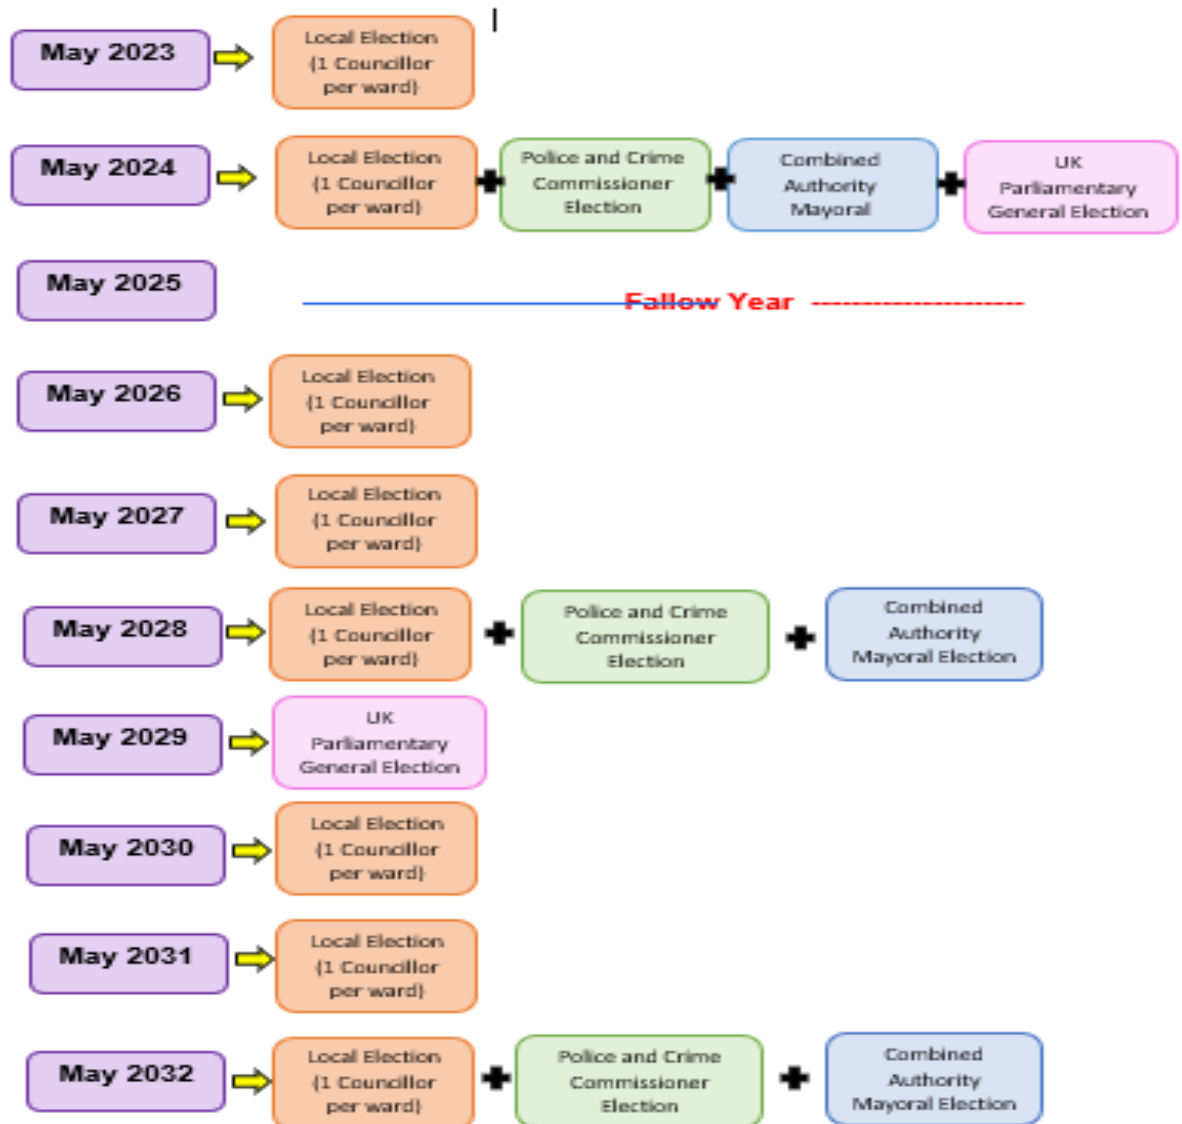 May 2023
Local Election
(1 Councillor
per ward)
May 2024
Local Election
(1 Councillor
per ward)
Police and Crime
Commissioner
Election
Combined
Authority
Mayoral
UK
Parliamentary
General Election
May 2025
Fallow Year
May 2026
Local Election
(1 Councillor
per ward)
May 2027
Local Election
(1 Councillor
per ward)
May 2028
Local Election
(1 Councillor
per ward)
Police and Crime
Commissioner
Election
Combined
Authority
Mayoral Election
May 2029
UK
Parliamentary
General Election
May 2030
Local Election
(1 Councillor
per ward)
May 2031
Local Election
(1 Councillor
per ward)
May 2032
Local Election
(1 Councillor
per ward)
Police and Crime
Commissioner
Election
Combined
Authority
Mayoral Election